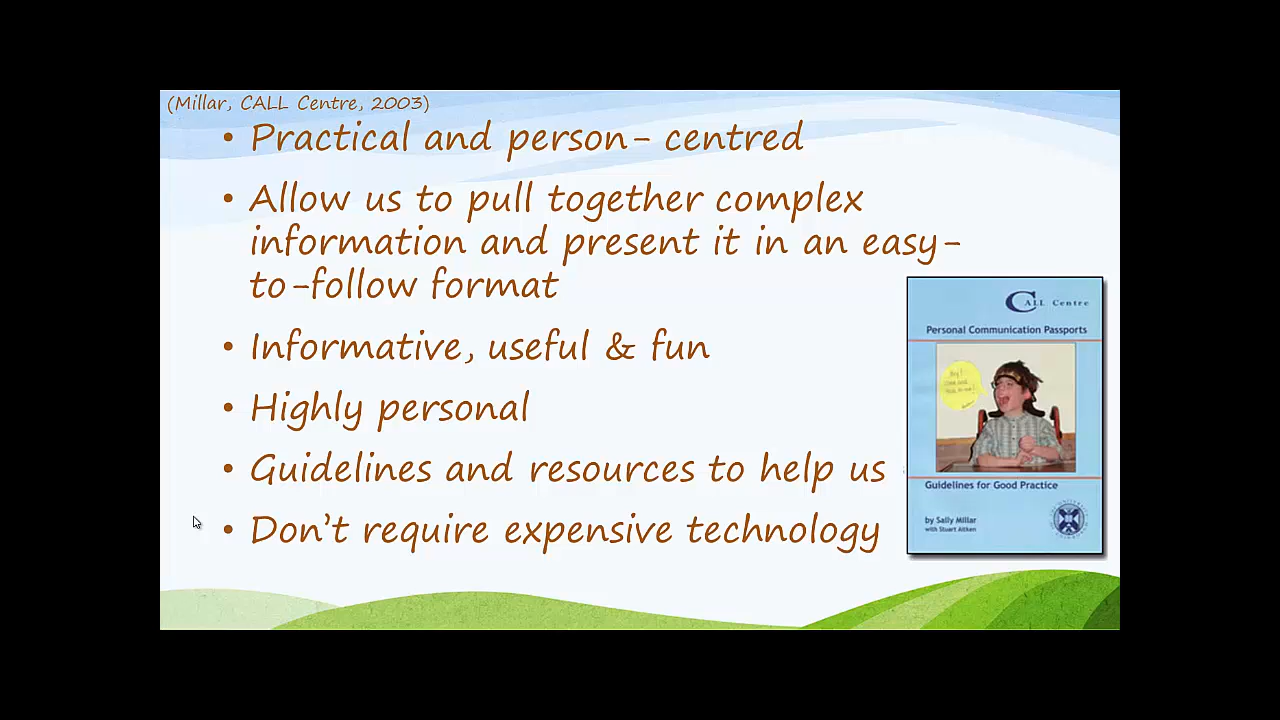 (Millar, CALL Centre, 2003)
• Practical and person- centred
• Allow us to pull together complex
information and present it in an easy-
to-follow format
• Informative, useful & fun
• Highly personal
• Guidelines and resources to help us
• Don't require expensive technology
CALL Centre
Personal Communication Passports
Hey!
Guidelines for Good Practice
by Sally Millar
with Stuart Aitken